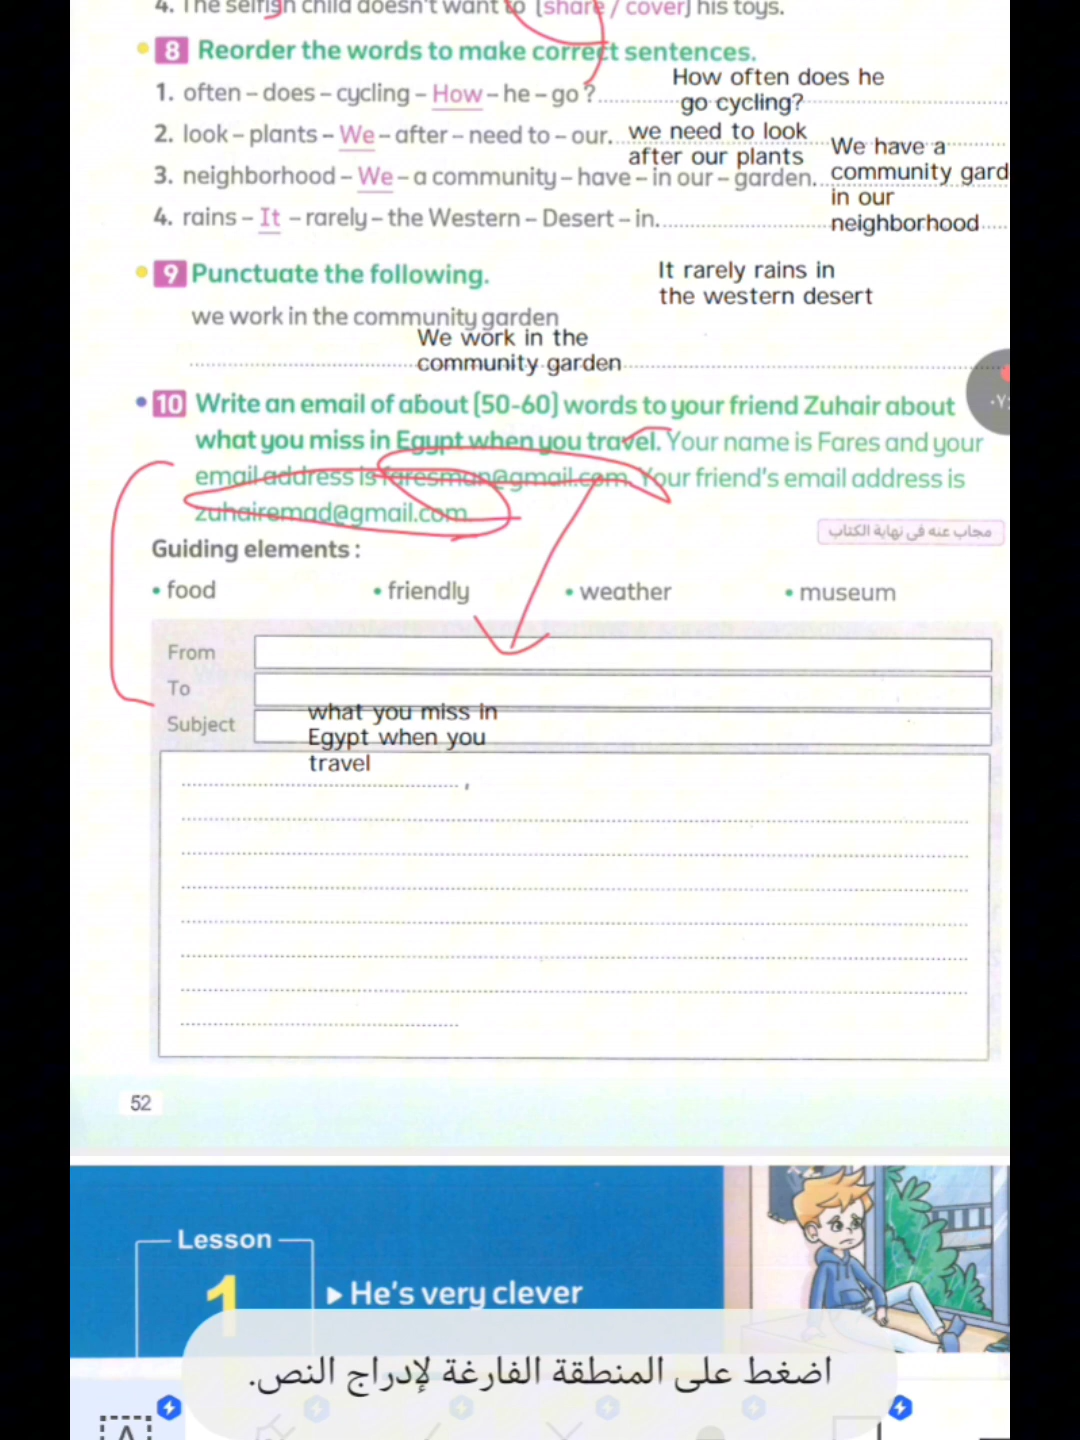 4. The selfish child doesn't want to (share / cover) his toys.
8 Reorder the words to make correct sentences.
1. often – does – cycling – How – he – go ?
How often does he
go cycling?
2. look – plants – We – after – need to – our.
we need to look
after our plants
3. neighborhood – We – a community – have – in our – garden.
We have a
community gard
in our
neighborhood
4. rains – It – rarely – the Western – Desert – in.
It rarely rains in
the western desert
9 Punctuate the following.
we work in the community garden
We work in the
community garden
10 Write an email of about (50-60) words to your friend Zuhair about
what you miss in Egypt when you travel. Your name is Fares and your
email address is faresman@gmail.com. Your friend's email address is
zuhairemad@gmail.com.
مجاب عنه في نهاية الكتاب
Guiding elements :
• food • friendly • weather • museum
From
To
Subject
what you miss in
Egypt when you
travel
,
52
Lesson
1
▶ He's very clever
اضغط على المنطقة الفارغة لإدراج النص.
A